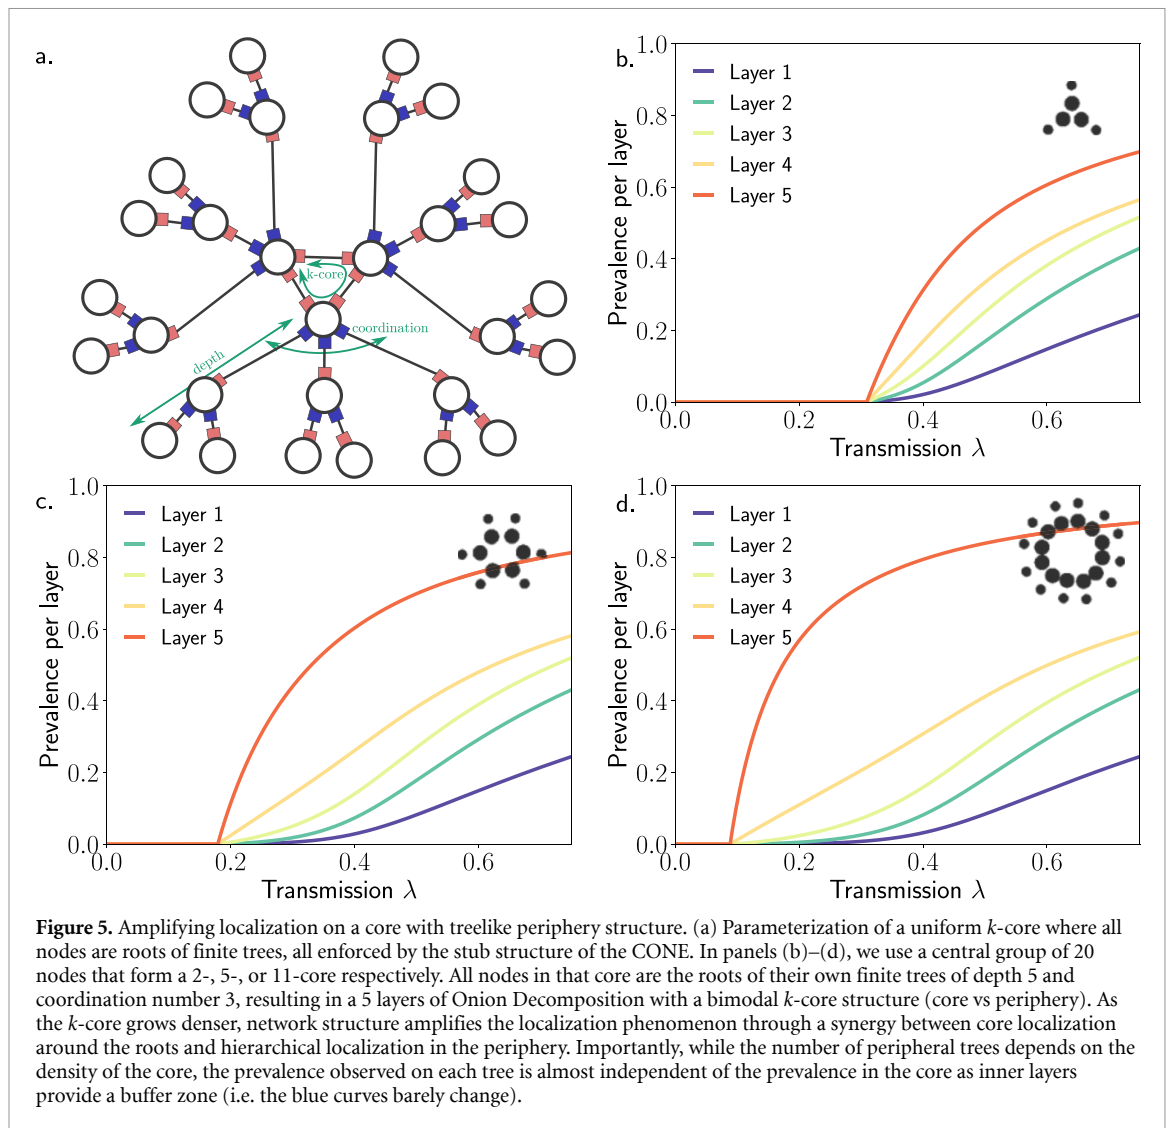 a.
k-core
coordination
depth
b.
Prevalence per layer
1.0
0.8
0.6
0.4
0.2
0.0
Layer 1
Layer 2
Layer 3
Layer 4
Layer 5
0.0 0.2 0.4 0.6
Transmission λ
c.
Prevalence per layer
1.0
0.8
0.6
0.4
0.2
0.0
Layer 1
Layer 2
Layer 3
Layer 4
Layer 5
0.0 0.2 0.4 0.6
Transmission λ
d.
Prevalence per layer
1.0
0.8
0.6
0.4
0.2
0.0
Layer 1
Layer 2
Layer 3
Layer 4
Layer 5
0.0 0.2 0.4 0.6
Transmission λ
Figure 5. Amplifying localization on a core with treelike periphery structure. (a) Parameterization of a uniform k-core where all
nodes are roots of finite trees, all enforced by the stub structure of the CONE. In panels (b)–(d), we use a central group of 20
nodes that form a 2-, 5-, or 11-core respectively. All nodes in that core are the roots of their own finite trees of depth 5 and
coordination number 3, resulting in a 5 layers of Onion Decomposition with a bimodal k-core structure (core vs periphery). As
the k-core grows denser, network structure amplifies the localization phenomenon through a synergy between core localization
around the roots and hierarchical localization in the periphery. Importantly, while the number of peripheral trees depends on the
density of the core, the prevalence observed on each tree is almost independent of the prevalence in the core as inner layers
provide a buffer zone (i.e. the blue curves barely change).